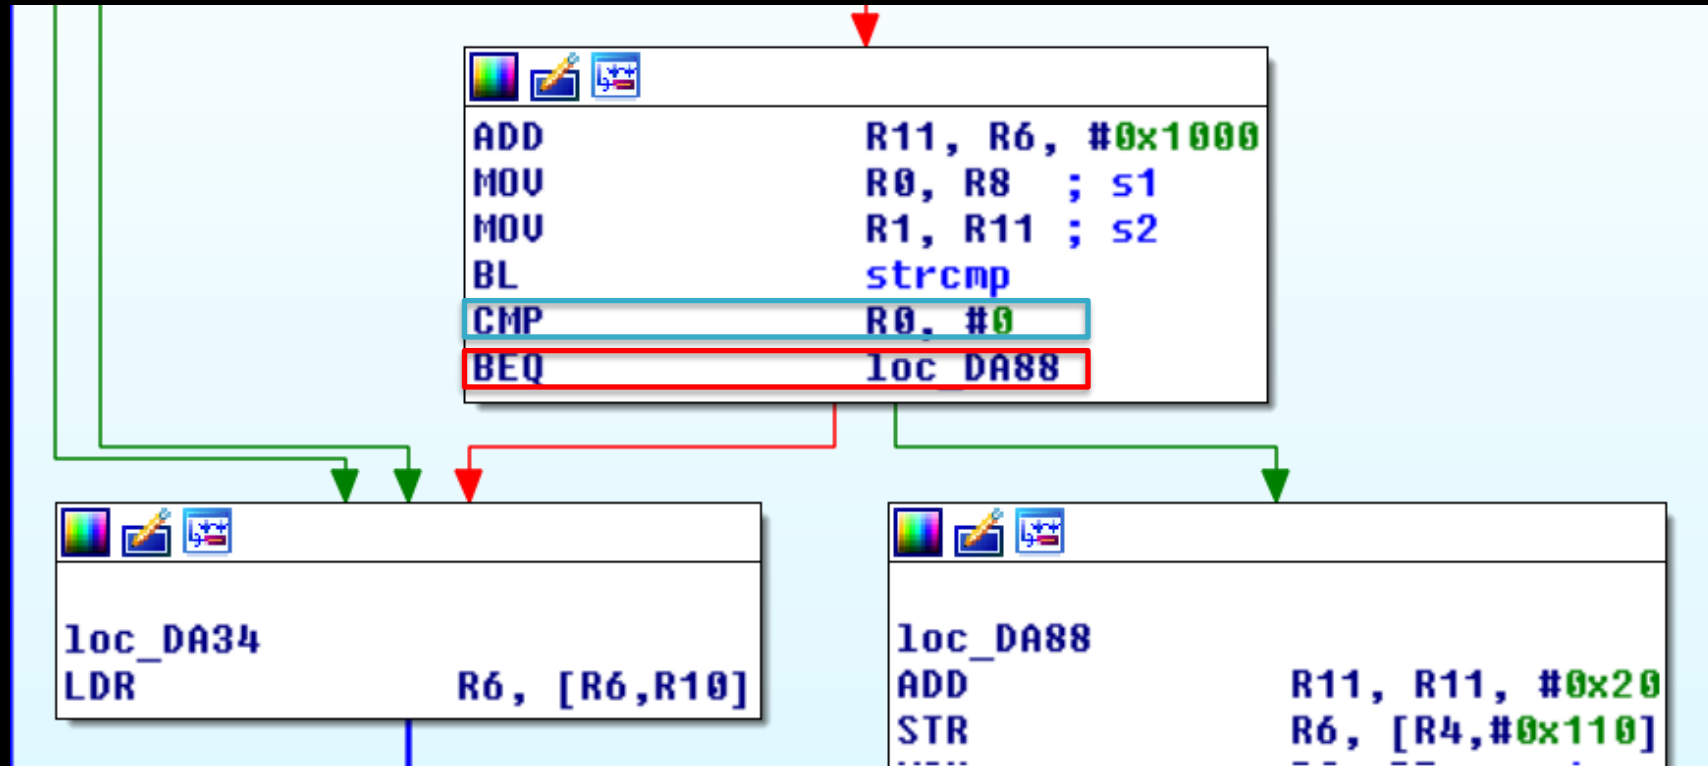 ADD R11, R6, #0x1000
MOV R0, R8 ; s1
MOV R1, R11 ; s2
BL strcmp
CMP R0, #0
BEQ loc_DA88
loc_DA34
LDR R6, [R6,R10]
loc_DA88
ADD R11, R11, #0x20
STR R6, [R4,#0x110]